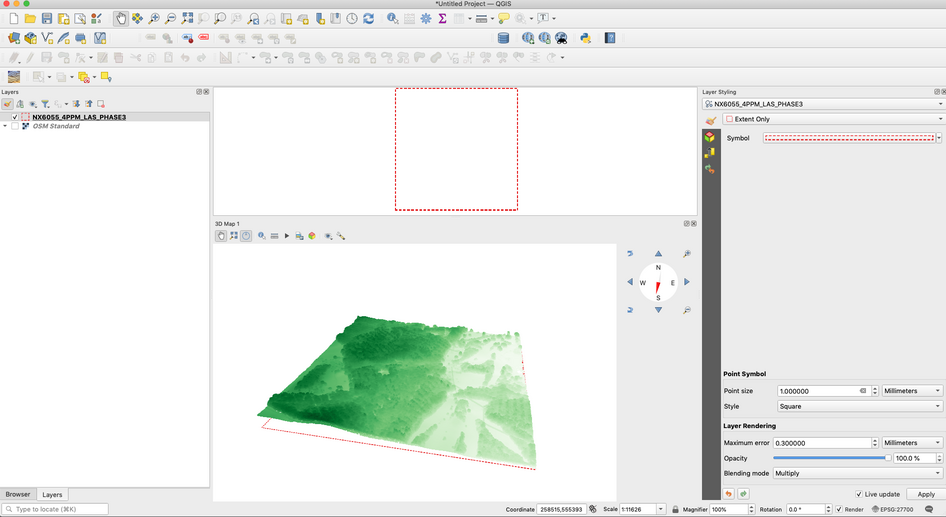 *Untitled Project — QGIS
Layers
NX6055_4PPM_LAS_PHASE3
OSM Standard
3D Map 1
N
W E
S
Layer Styling
NX6055_4PPM_LAS_PHASE3
Extent Only
Symbol
Point Symbol
Point size 1.000000 Millimeters
Style Square
Layer Rendering
Maximum error 0.300000 Millimeters
Opacity 100.0 %
Blending mode Multiply
Live update Apply
Browser Layers
Type to locate (⌘K)
Coordinate 258515,555393 Scale 1:11626 Magnifier 100% Rotation 0.0 ° Render EPSG:27700